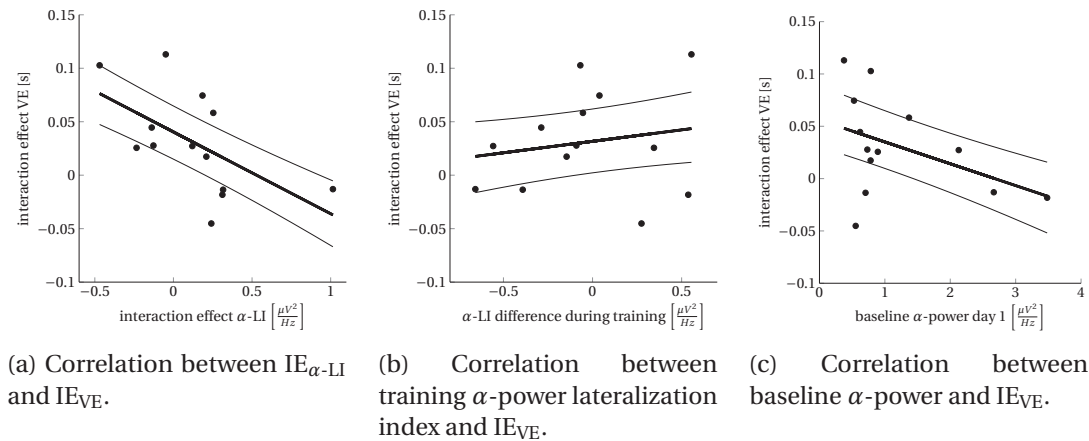 0.15
0.1
0.05
0
−0.05
−0.1
interaction effect VE [s]
−0.5 0 0.5 1
interaction effect α-LI [μV²/Hz]
(a) Correlation between IEα-LI
and IEVE.
0.15
0.1
0.05
0
−0.05
−0.1
interaction effect VE [s]
−0.5 0 0.5
α-LI difference during training [μV²/Hz]
(b) Correlation between
training α-power lateralization
index and IEVE.
0.15
0.1
0.05
0
−0.05
−0.1
interaction effect VE [s]
0 1 2 3 4
baseline α-power day 1 [μV²/Hz]
(c) Correlation between
baseline α-power and IEVE.